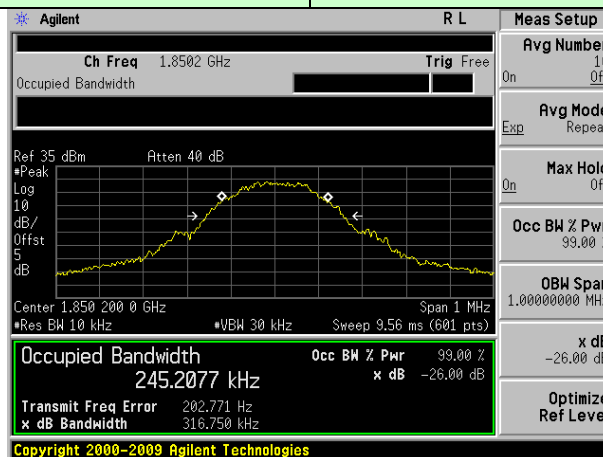 Agilent R L Meas Setup
Ch Freq 1.8502 GHz Trig Free
Occupied Bandwidth
Avg Number
On
Avg Mode
Exp
Max Hold
On
Occ BW % Pwr
99.00
OBW Span
1.00000000
x dB
-26.00
Optimize
Ref Level
Ref 35 dBm Atten 40 dB
#Peak
Log
10
dB/
Offst
5
dB
Center 1.850 200 0 GHz Span 1 MHz
#Res BW 10 kHz #VBW 30 kHz Sweep 9.56 ms (601 pts)
Occupied Bandwidth Occ BW % Pwr 99.00 %
245.2077 kHz x dB -26.00 dB
Transmit Freq Error 202.771 Hz
x dB Bandwidth 316.750 kHz
Copyright 2000-2009 Agilent Technologies